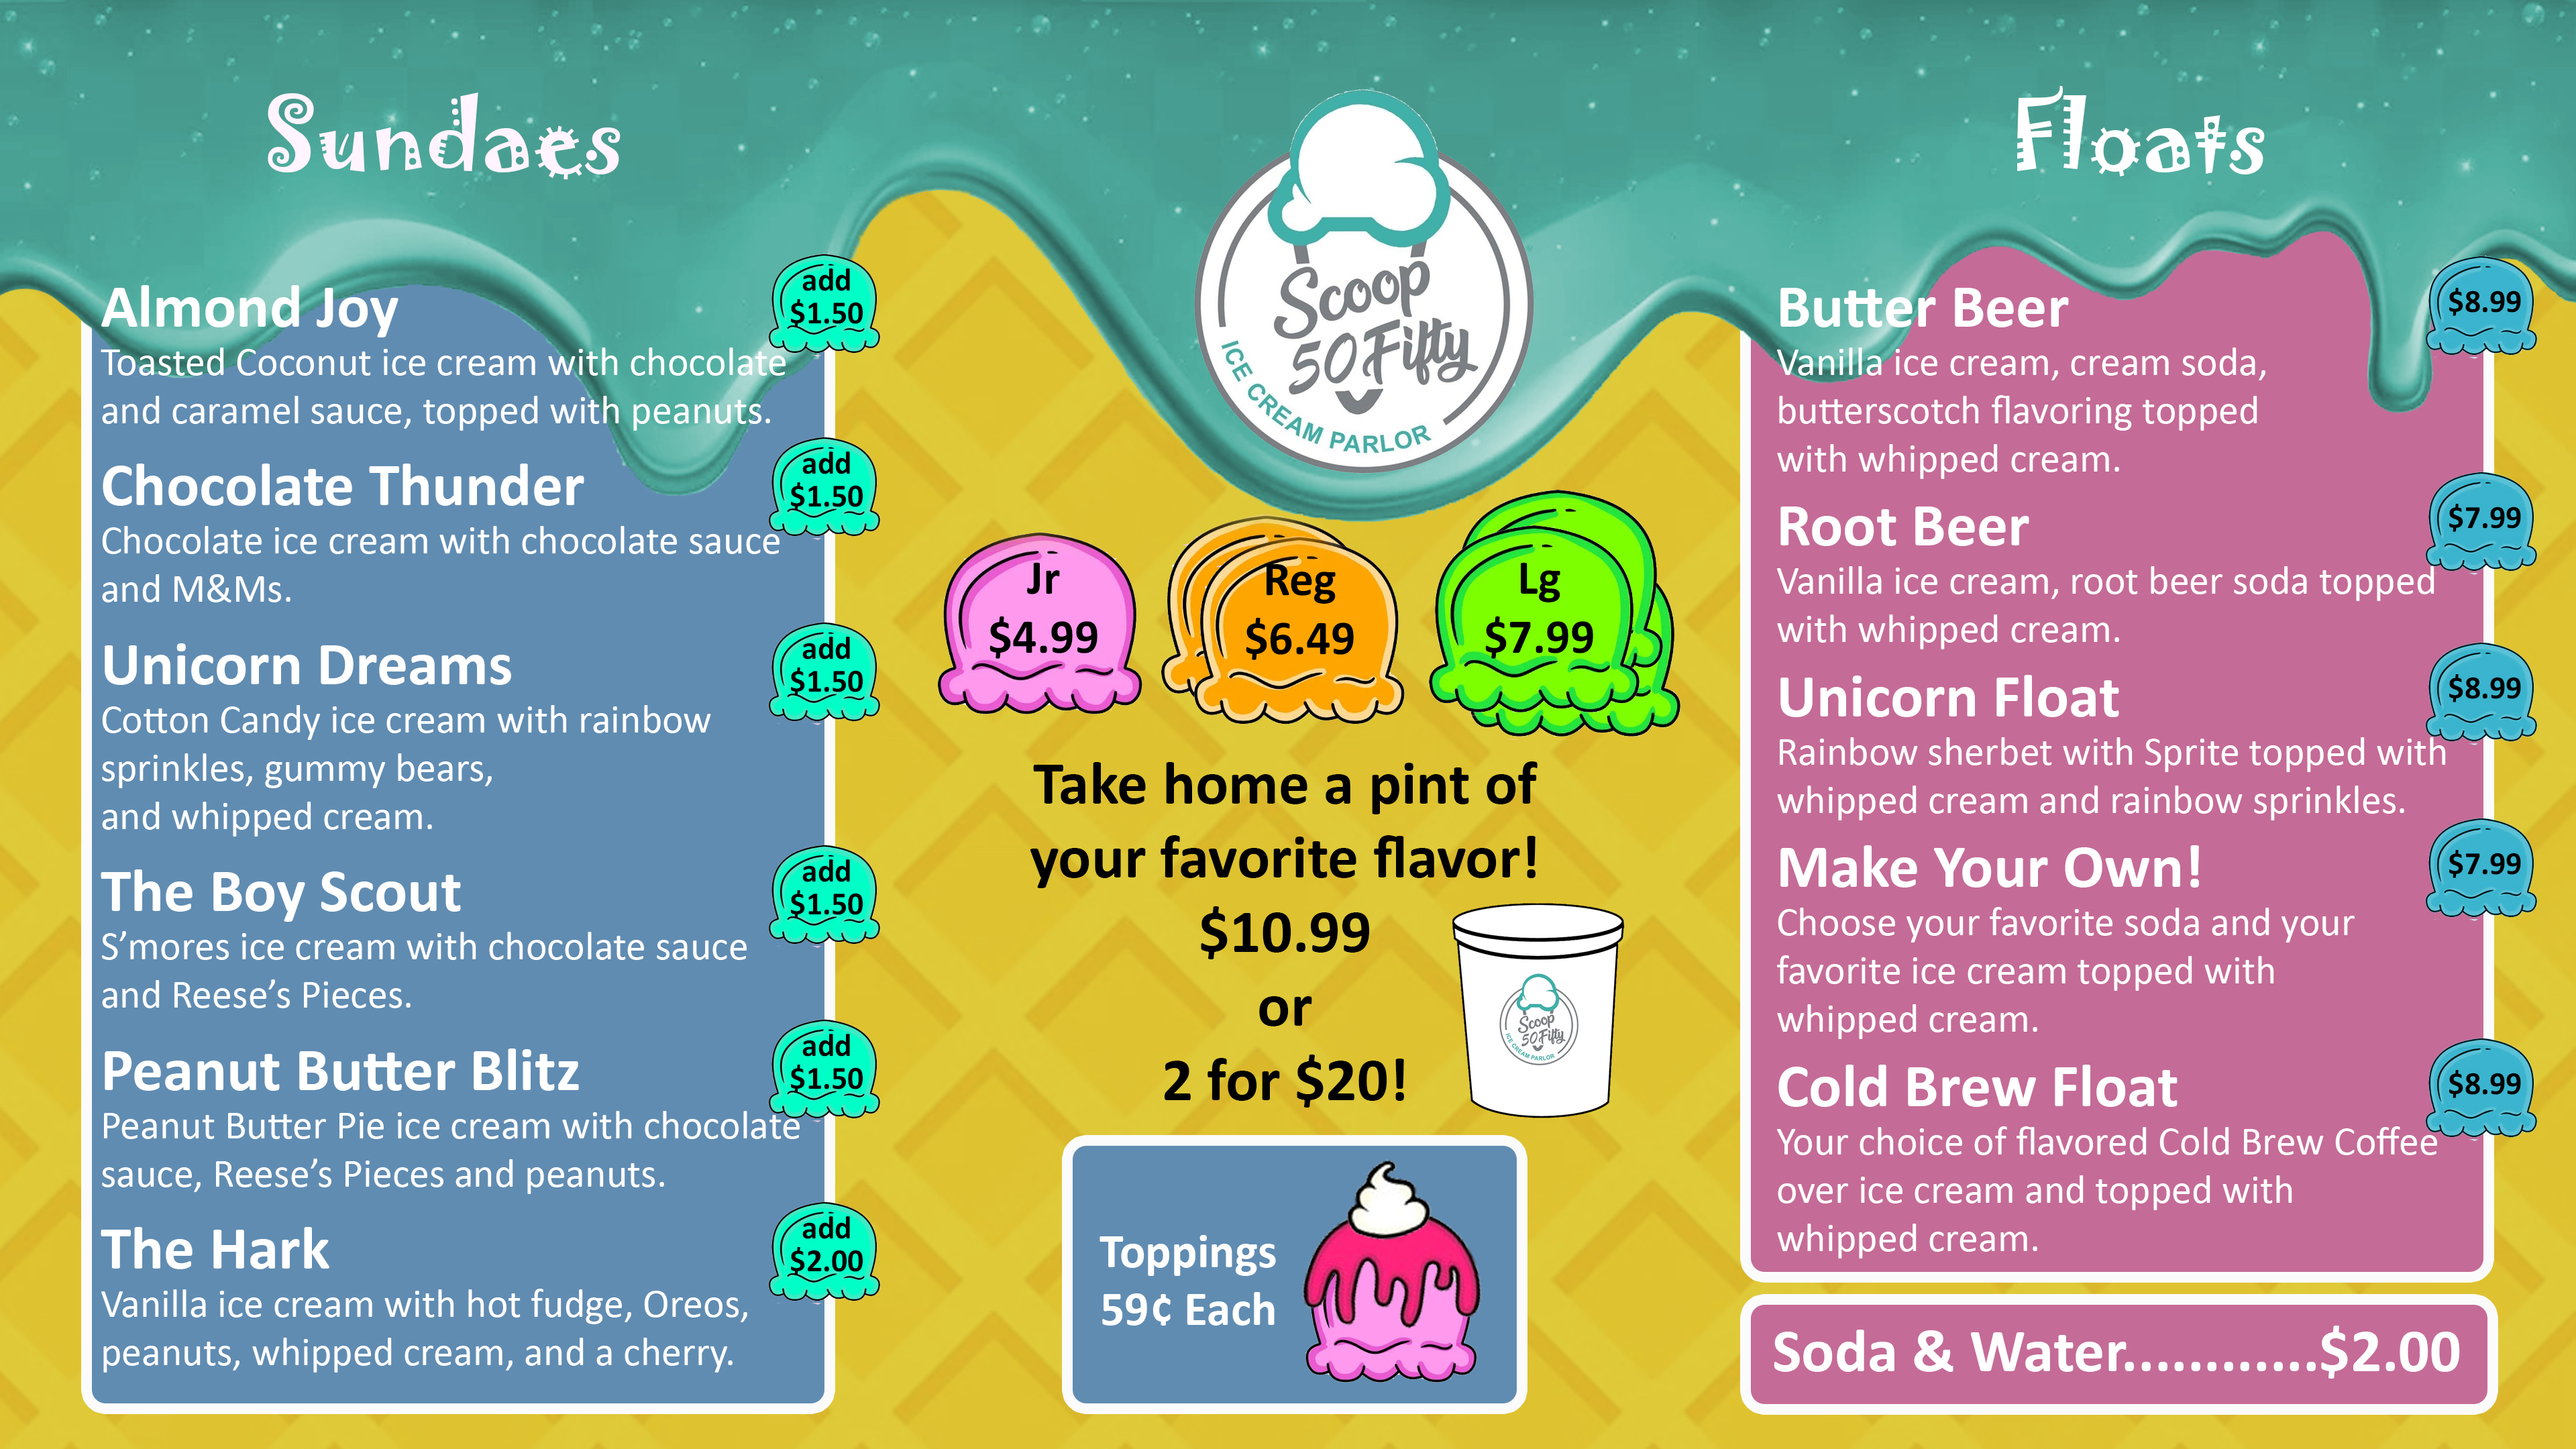 Sundaes
Almond Joy
add
$1.50
Toasted Coconut ice cream with chocolate
and caramel sauce, topped with peanuts.
Chocolate Thunder
add
$1.50
Chocolate ice cream with chocolate sauce
and M&Ms.
Unicorn Dreams
add
$1.50
Cotton Candy ice cream with rainbow
sprinkles, gummy bears,
and whipped cream.
The Boy Scout
add
$1.50
S’mores ice cream with chocolate sauce
and Reese’s Pieces.
Peanut Butter Blitz
add
$1.50
Peanut Butter Pie ice cream with chocolate
sauce, Reese’s Pieces and peanuts.
The Hark
add
$2.00
Vanilla ice cream with hot fudge, Oreos,
peanuts, whipped cream, and a cherry.
Scoop
50 Fifty
ICE CREAM PARLOR
Jr
$4.99
Reg
$6.49
Lg
$7.99
Take home a pint of
your favorite flavor!
$10.99
or
2 for $20!
Scoop
50 Fifty
ICE CREAM PARLOR
Toppings
59¢ Each
Floats
Butter Beer
$8.99
Vanilla ice cream, cream soda,
butterscotch flavoring topped
with whipped cream.
Root Beer
$7.99
Vanilla ice cream, root beer soda topped
with whipped cream.
Unicorn Float
$8.99
Rainbow sherbet with Sprite topped with
whipped cream and rainbow sprinkles.
Make Your Own!
$7.99
Choose your favorite soda and your
favorite ice cream topped with
whipped cream.
Cold Brew Float
$8.99
Your choice of flavored Cold Brew Coffee
over ice cream and topped with
whipped cream.
Soda & Water............$2.00